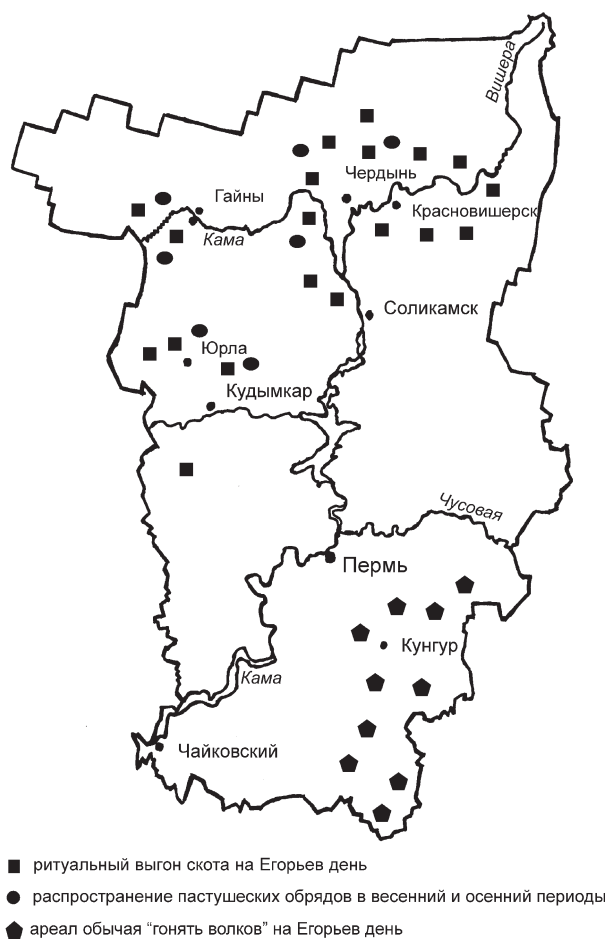 Вишера
Чердынь
Гайны
Красновишерск
Кама
Соликамск
Юрла
Кудымкар
Чусовая
Пермь
Кунгур
Кама
Чайковский
ритуальный выгон скота на Егорьев день
распространение пастушеских обрядов в весенний и осенний периоды
ареал обычая “гонять волков” на Егорьев день